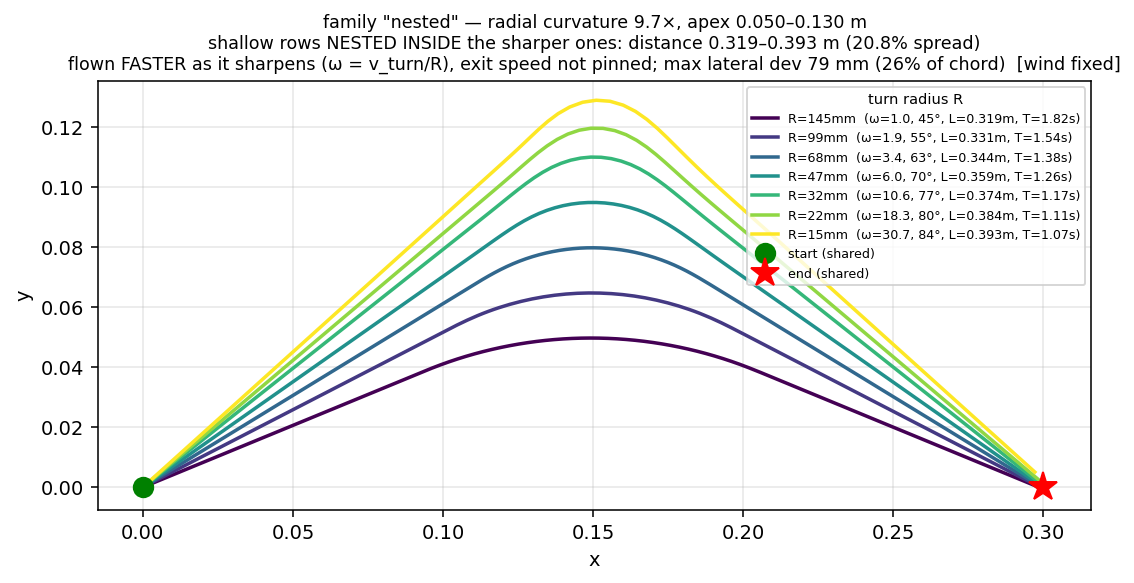 family "nested" — radial curvature 9.7×, apex 0.050–0.130 m
shallow rows NESTED INSIDE the sharper ones: distance 0.319–0.393 m (20.8% spread)
flown FASTER as it sharpens (ω = v_turn/R), exit speed not pinned; max lateral dev 79 mm (26% of chord)  [wind fixed]
turn radius R
R=145mm  (ω=1.0, 45°, L=0.319m, T=1.82s)
R=99mm  (ω=1.9, 55°, L=0.331m, T=1.54s)
R=68mm  (ω=3.4, 63°, L=0.344m, T=1.38s)
R=47mm  (ω=6.0, 70°, L=0.359m, T=1.26s)
R=32mm  (ω=10.6, 77°, L=0.374m, T=1.17s)
R=22mm  (ω=18.3, 80°, L=0.384m, T=1.11s)
R=15mm  (ω=30.7, 84°, L=0.393m, T=1.07s)
start (shared)
end (shared)
0.12
0.10
0.08
0.06
0.04
0.02
0.00
y
0.00 0.05 0.10 0.15 0.20 0.25 0.30
x